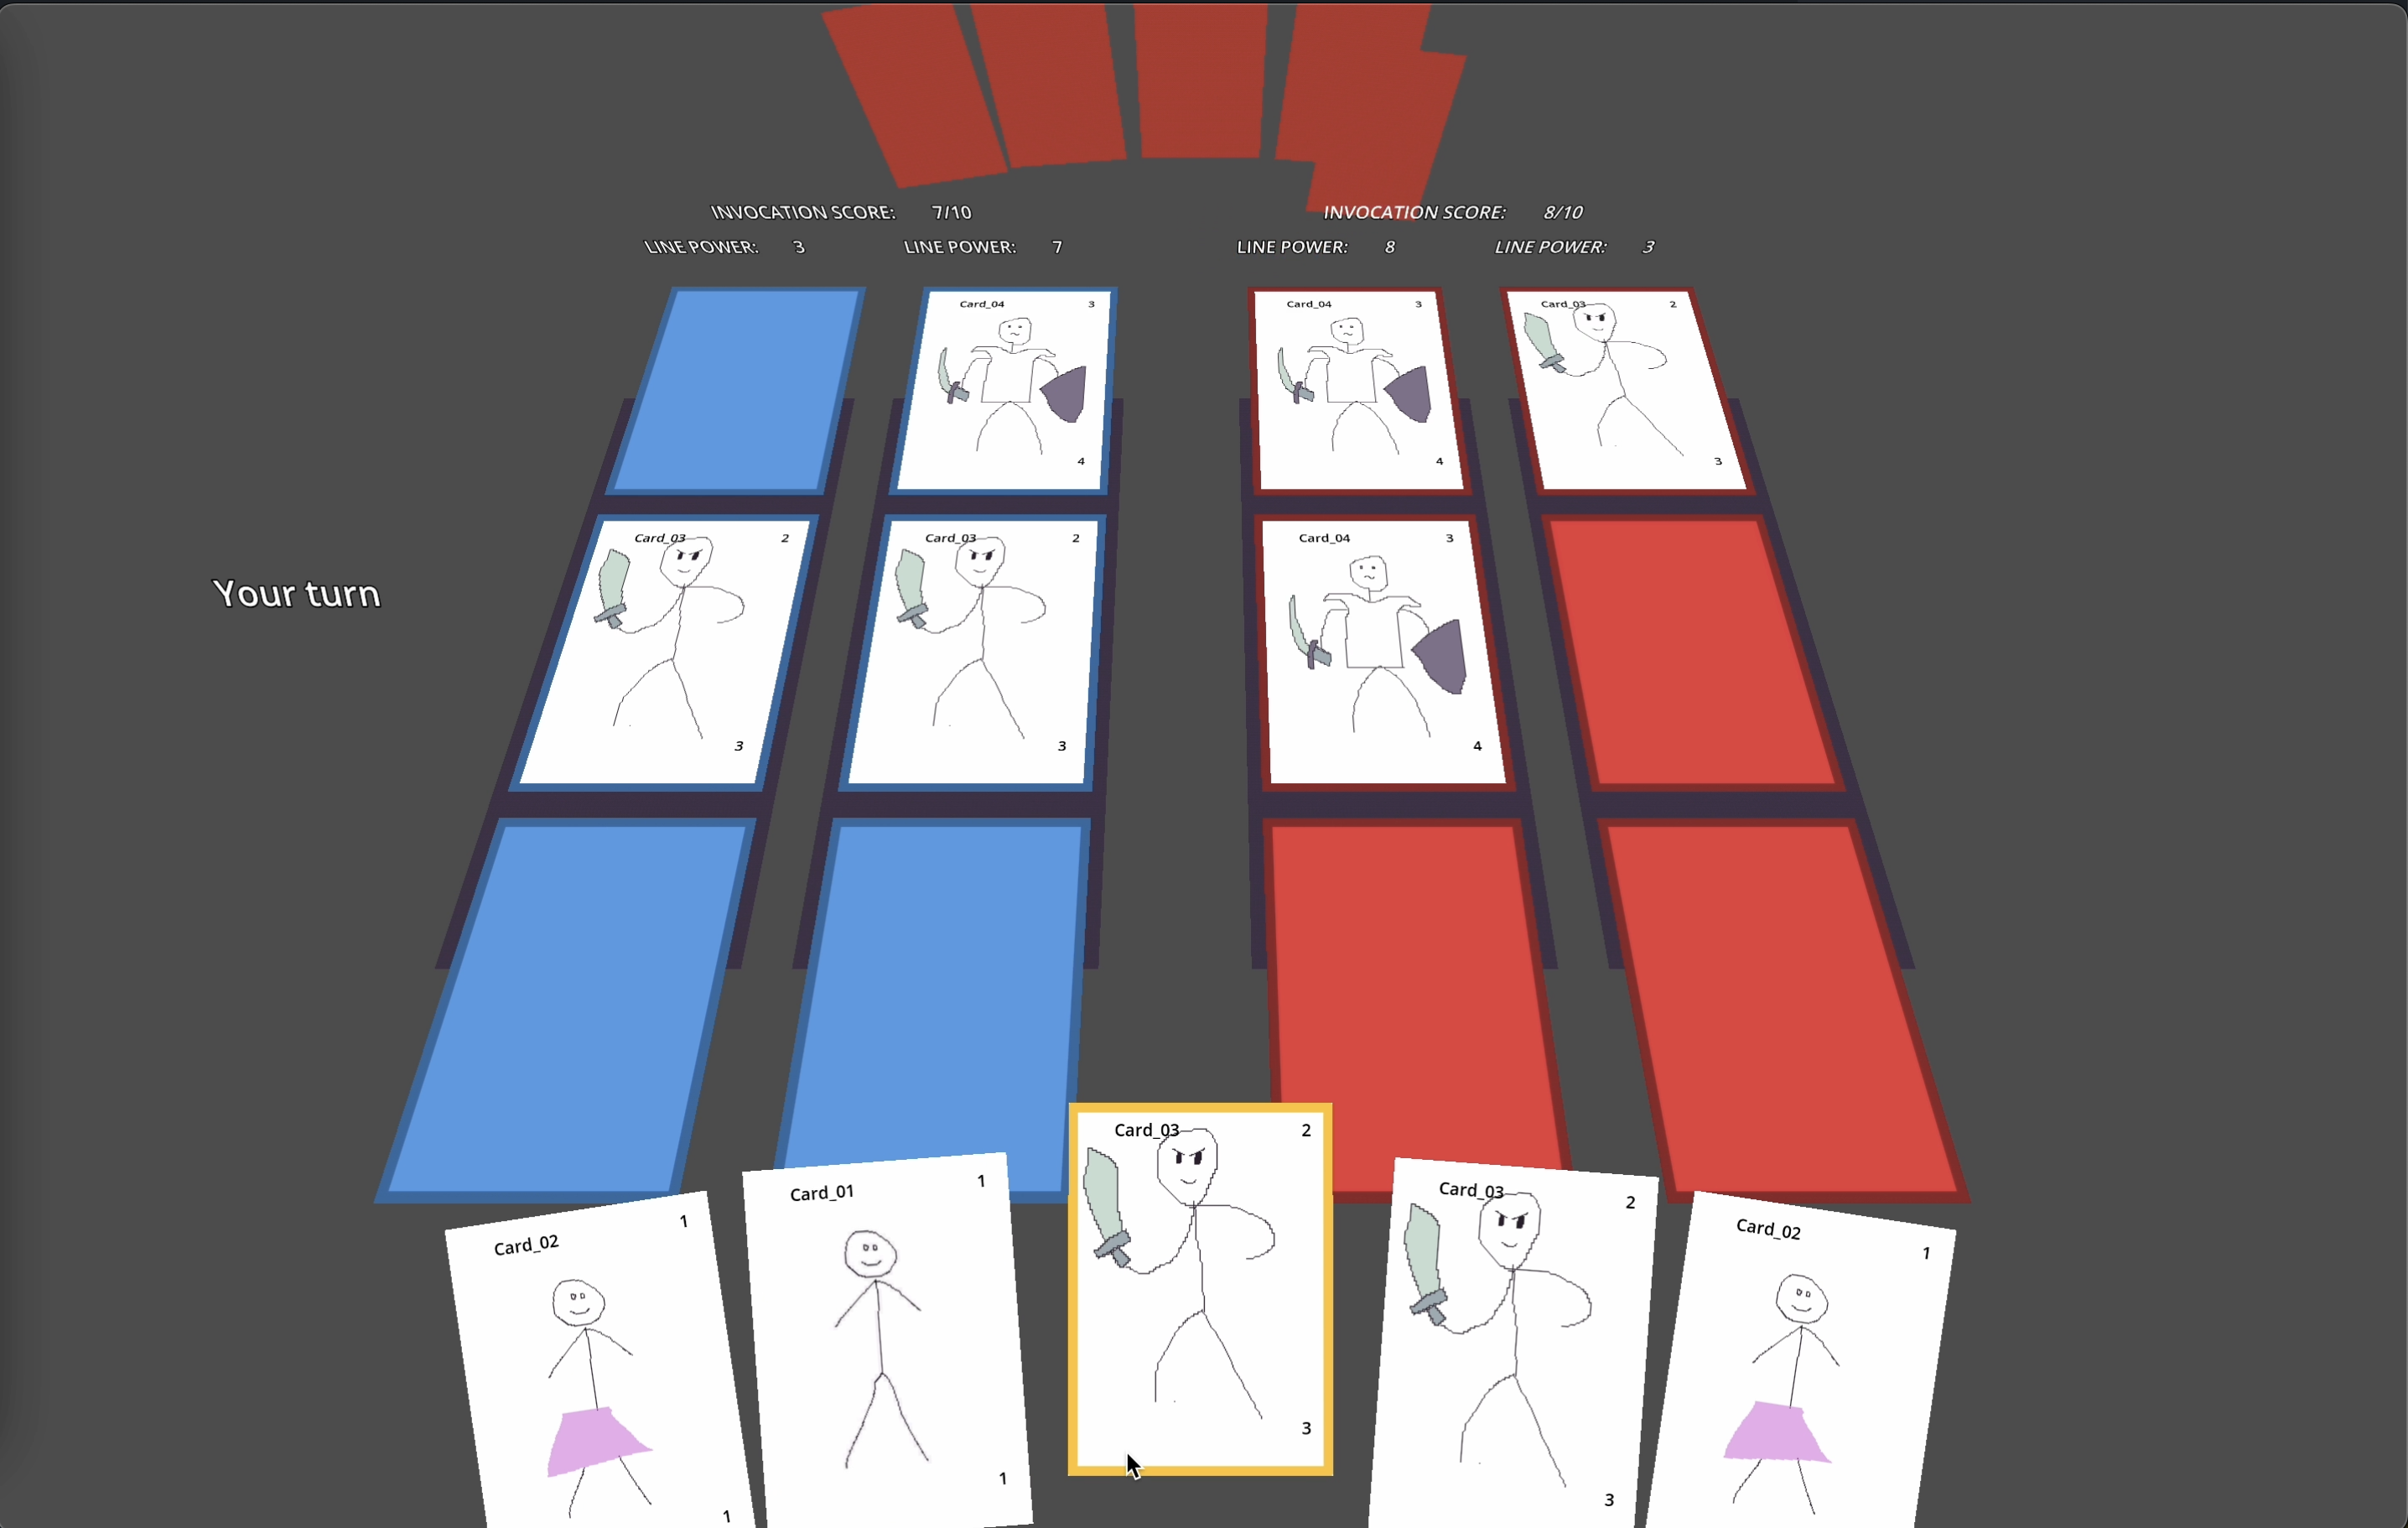 INVOCATION SCORE: 7/10
INVOCATION SCORE: 8/10
LINE POWER: 3
LINE POWER: 7
LINE POWER: 8
LINE POWER: 3
Card_04 3
4
Card_04 3
4
Card_03 2
3
Card_03 2
3
Card_03 2
3
Card_04 3
4
Your turn
Card_02 1
1
Card_01 1
1
Card_03 2
3
Card_03 2
3
Card_02 1